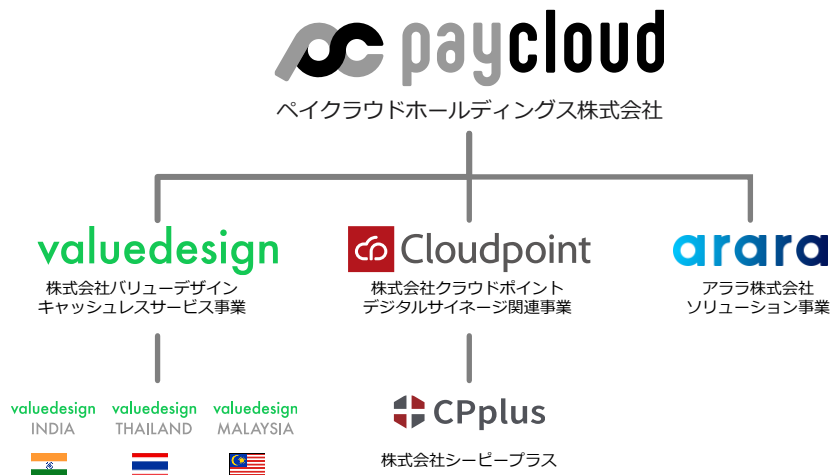 paycloud
ペイクラウドホールディングス株式会社
valuedesign
株式会社バリューデザイン
キャッシュレスサービス事業
Cloudpoint
株式会社クラウドポイント
デジタルサイネージ関連事業
arara
アララ株式会社
ソリューション事業
valuedesign
INDIA
valuedesign
THAILAND
valuedesign
MALAYSIA
CPplus
株式会社シーピープラス